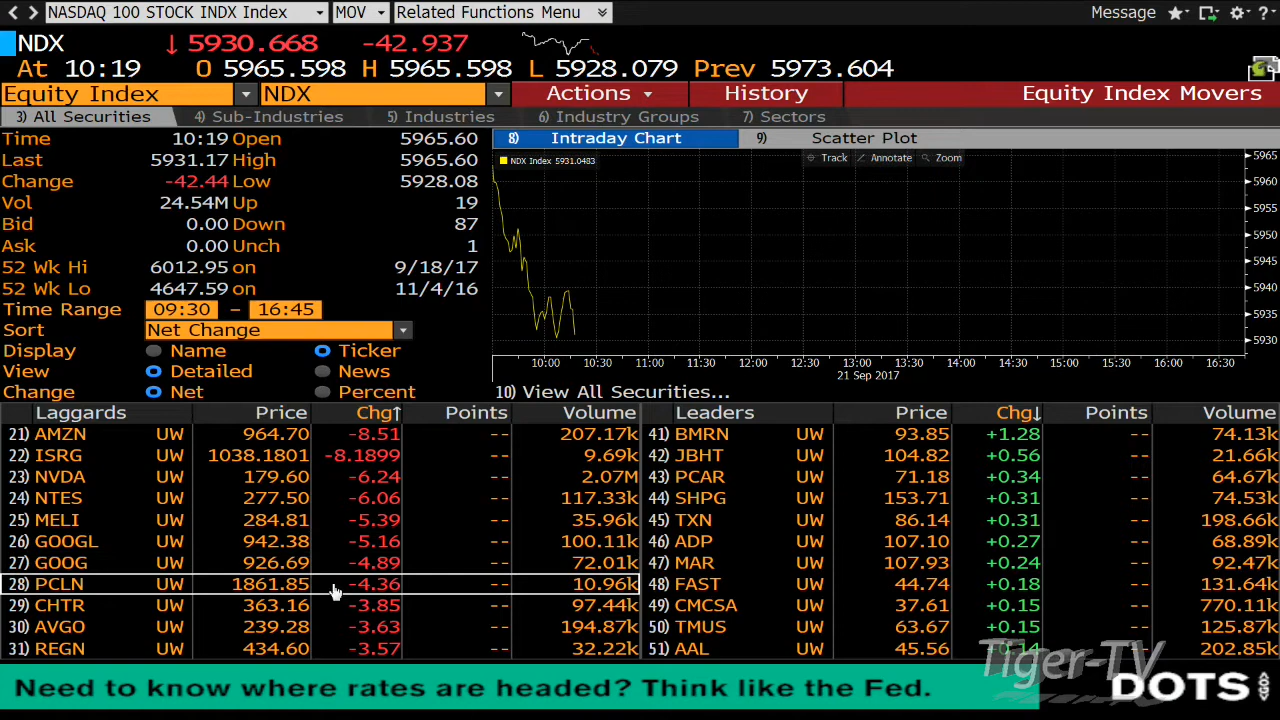 NASDAQ 100 STOCK INDX Index MOV Related Functions Menu Message ?
NDX ↓ 5930.668 -42.937
At 10:19 O 5965.598 H 5965.598 L 5928.079 Prev 5973.604
Equity Index NDX Actions History Equity Index Movers
3) All Securities 4) Sub-Industries 5) Industries 6) Industry Groups 7) Sectors
Time 10:19 Open 5965.60
Last 5931.17 High 5965.60
Change -42.44 Low 5928.08
Vol 24.54M Up 19
Bid 0.00 Down 87
Ask 0.00 Unch 1
52 Wk Hi 6012.95 on 9/18/17
52 Wk Lo 4647.59 on 11/4/16
Time Range 09:30 - 16:45
Sort Net Change
Display Name Ticker
View Detailed News
Change Net Percent
8) Intraday Chart 9) Scatter Plot
NDX Index 5931.0483 Track Annotate Zoom
5965
5960
5955
5950
5945
5940
5935
5930
10:00 10:30 11:00 11:30 12:00 12:30 13:00 13:30 14:00 14:30 15:00 15:30 16:00 16:30
21 Sep 2017
10) View All Securities...
Laggards Price Chg↑ Points Volume Leaders Price Chg↓ Points Volume
21) AMZN UW 964.70 -8.51 -- 207.17k 41) BMRN UW 93.85 +1.28 -- 74.13k
22) ISRG UW 1038.1801 -8.1899 -- 9.69k 42) JBHT UW 104.82 +0.56 -- 21.66k
23) NVDA UW 179.60 -6.24 -- 2.07M 43) PCAR UW 71.18 +0.34 -- 64.67k
24) NTES UW 277.50 -6.06 -- 117.33k 44) SHPG UW 153.71 +0.31 -- 74.53k
25) MELI UW 284.81 -5.39 -- 35.96k 45) TXN UW 86.14 +0.31 -- 198.66k
26) GOOGL UW 942.38 -5.16 -- 100.11k 46) ADP UW 107.10 +0.27 -- 68.89k
27) GOOG UW 926.69 -4.89 -- 72.01k 47) MAR UW 107.93 +0.24 -- 92.47k
28) PCLN UW 1861.85 -4.36 -- 10.96k 48) FAST UW 44.74 +0.18 -- 131.64k
29) CHTR UW 363.16 -3.85 -- 97.44k 49) CMCSA UW 37.61 +0.15 -- 770.11k
30) AVGO UW 239.28 -3.63 -- 194.87k 50) TMUS UW 63.67 +0.15 -- 125.87k
31) REGN UW 434.60 -3.57 -- 32.22k 51) AAL UW 45.56 +0.14 -- 202.85k
Tiger-TV
Need to know where rates are headed? Think like the Fed. DOTS GO